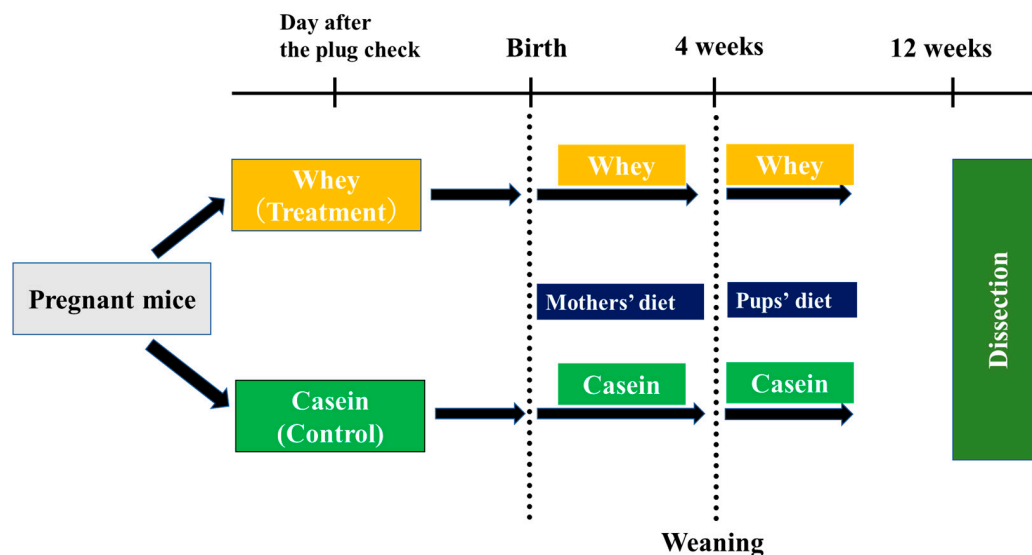 Day after
the plug check
Birth
4 weeks
12 weeks
Whey
（Treatment）
Whey
Whey
Pregnant mice
Mothers’ diet
Pups’ diet
Dissection
Casein
(Control)
Casein
Casein
Weaning